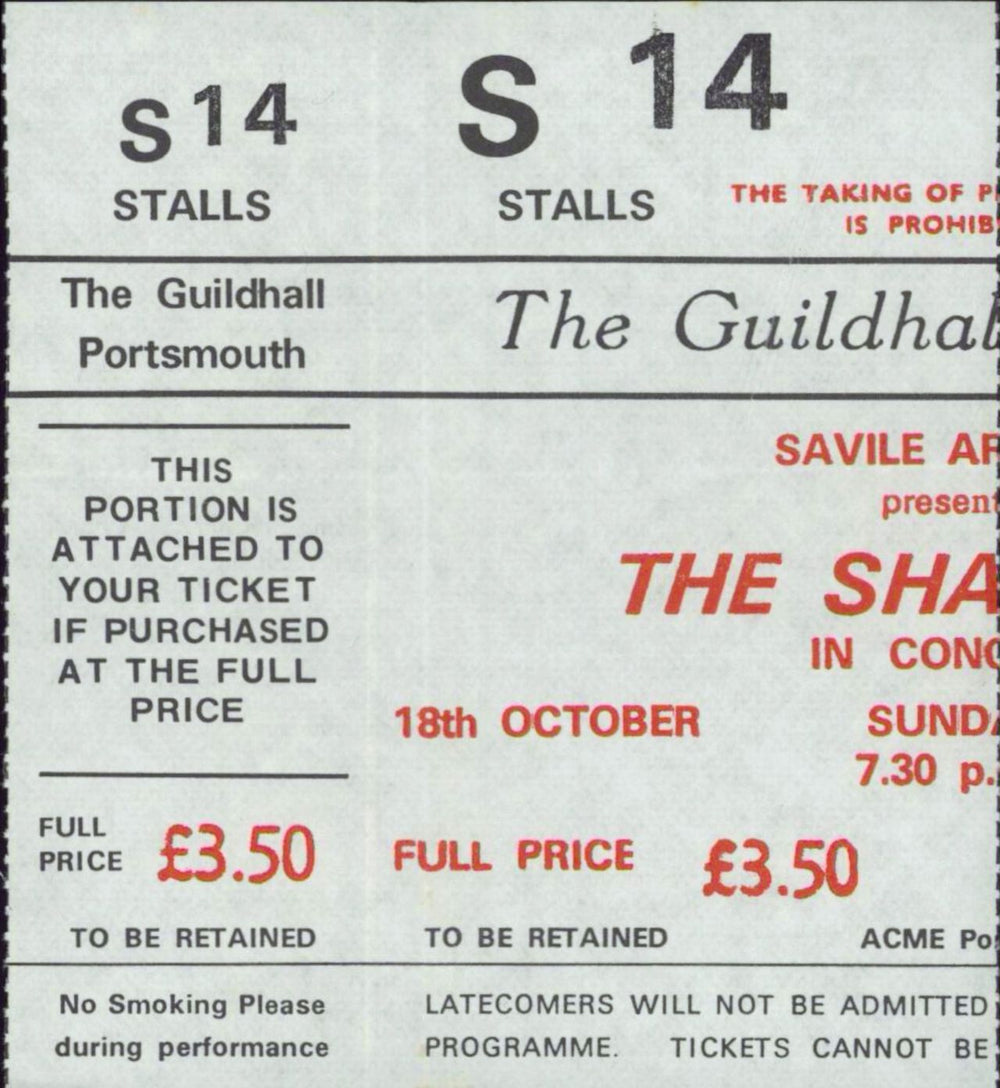 S 14
STALLS
The Guildhall
Portsmouth
THIS
PORTION IS
ATTACHED TO
YOUR TICKET
IF PURCHASED
AT THE FULL
PRICE
FULL
PRICE £3.50
TO BE RETAINED
No Smoking Please
during performance
S 14
STALLS
THE TAKING OF
IS
The
SAVILE
THE
IN
18th OCTOBER
7.30 p.
FULL PRICE £3.50
TO BE RETAINED
ACME
LATECOMERS WILL NOT BE ADMITTED
PROGRAMME. TICKETS CANNOT BE